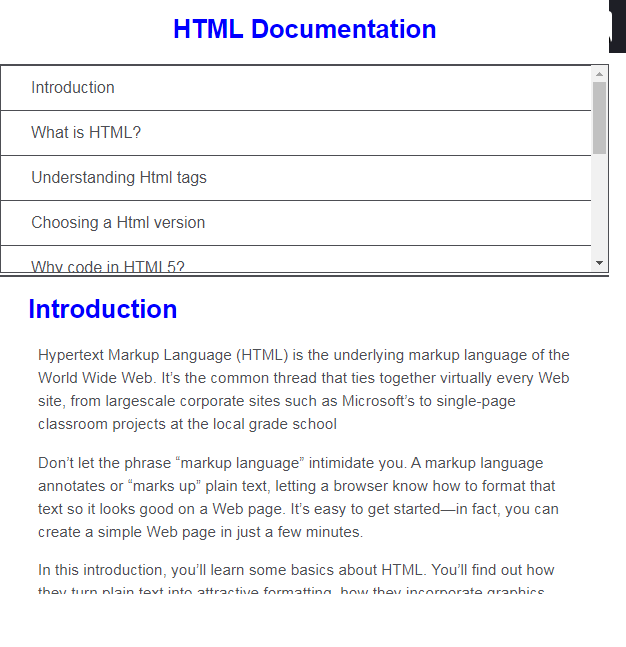 HTML Documentation
Introduction
What is HTML?
Understanding Html tags
Choosing a Html version
Why code in HTML5?
Introduction
Hypertext Markup Language (HTML) is the underlying markup language of the
World Wide Web. It’s the common thread that ties together virtually every Web
site, from largescale corporate sites such as Microsoft’s to single-page
classroom projects at the local grade school
Don’t let the phrase “markup language” intimidate you. A markup language
annotates or “marks up” plain text, letting a browser know how to format that
text so it looks good on a Web page. It’s easy to get started—in fact, you can
create a simple Web page in just a few minutes.
In this introduction, you’ll learn some basics about HTML. You’ll find out how
they turn plain text into attractive formatting, how they incorporate graphics